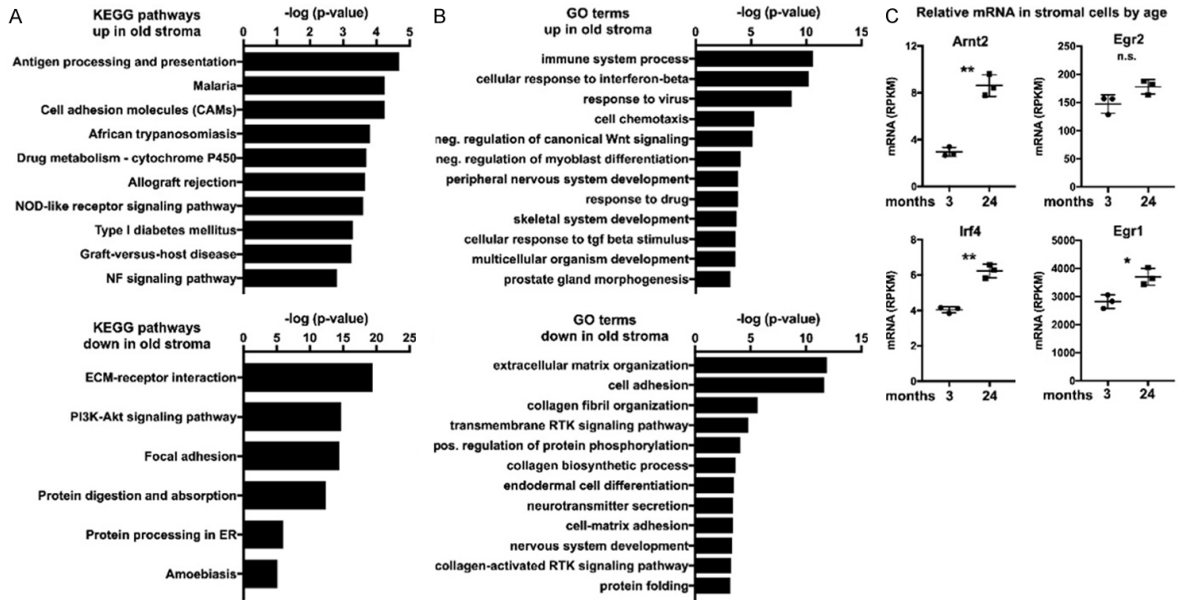 A
KEGG pathways
up in old stroma
-log (p-value)
0 1 2 3 4 5
Antigen processing and presentation
Malaria
Cell adhesion molecules (CAMs)
African trypanosomiasis
Drug metabolism - cytochrome P450
Allograft rejection
NOD-like receptor signaling pathway
Type I diabetes mellitus
Graft-versus-host disease
NF signaling pathway
KEGG pathways
down in old stroma
-log (p-value)
0 5 10 15 20 25
ECM-receptor interaction
PI3K-Akt signaling pathway
Focal adhesion
Protein digestion and absorption
Protein processing in ER
Amoebiasis
B
GO terms
up in old stroma
-log (p-value)
0 5 10 15
immune system process
cellular response to interferon-beta
response to virus
cell chemotaxis
neg. regulation of canonical Wnt signaling
neg. regulation of myoblast differentiation
peripheral nervous system development
response to drug
skeletal system development
cellular response to tgf beta stimulus
multicellular organism development
prostate gland morphogenesis
GO terms
down in old stroma
-log (p-value)
0 5 10 15
extracellular matrix organization
cell adhesion
collagen fibril organization
transmembrane RTK signaling pathway
pos. regulation of protein phosphorylation
collagen biosynthetic process
endodermal cell differentiation
neurotransmitter secretion
cell-matrix adhesion
nervous system development
collagen-activated RTK signaling pathway
protein folding
C
Relative mRNA in stromal cells by age
Arnt2
mRNA (RPKM)
12
8
4
0
**
months 3 24
Egr2
n.s.
mRNA (RPKM)
250
200
150
100
50
0
months 3 24
Irf4
mRNA (RPKM)
8
6
4
2
0
**
months 3 24
Egr1
mRNA (RPKM)
5000
4000
3000
2000
1000
0
*
months 3 24